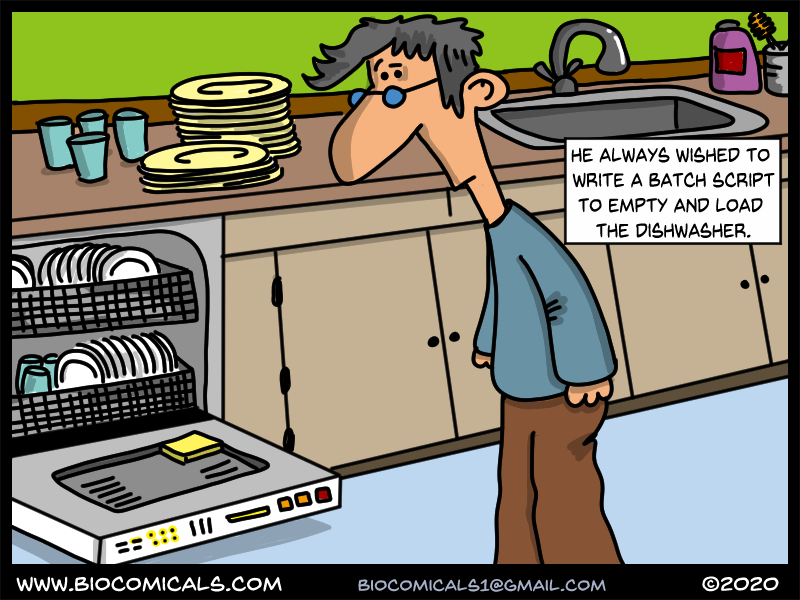 HE ALWAYS WISHED TO
WRITE A BATCH SCRIPT
TO EMPTY AND LOAD
THE DISHWASHER.
WWW.BIOCOMICALS.COM BIOCOMICALS1@GMAIL.COM ©2020